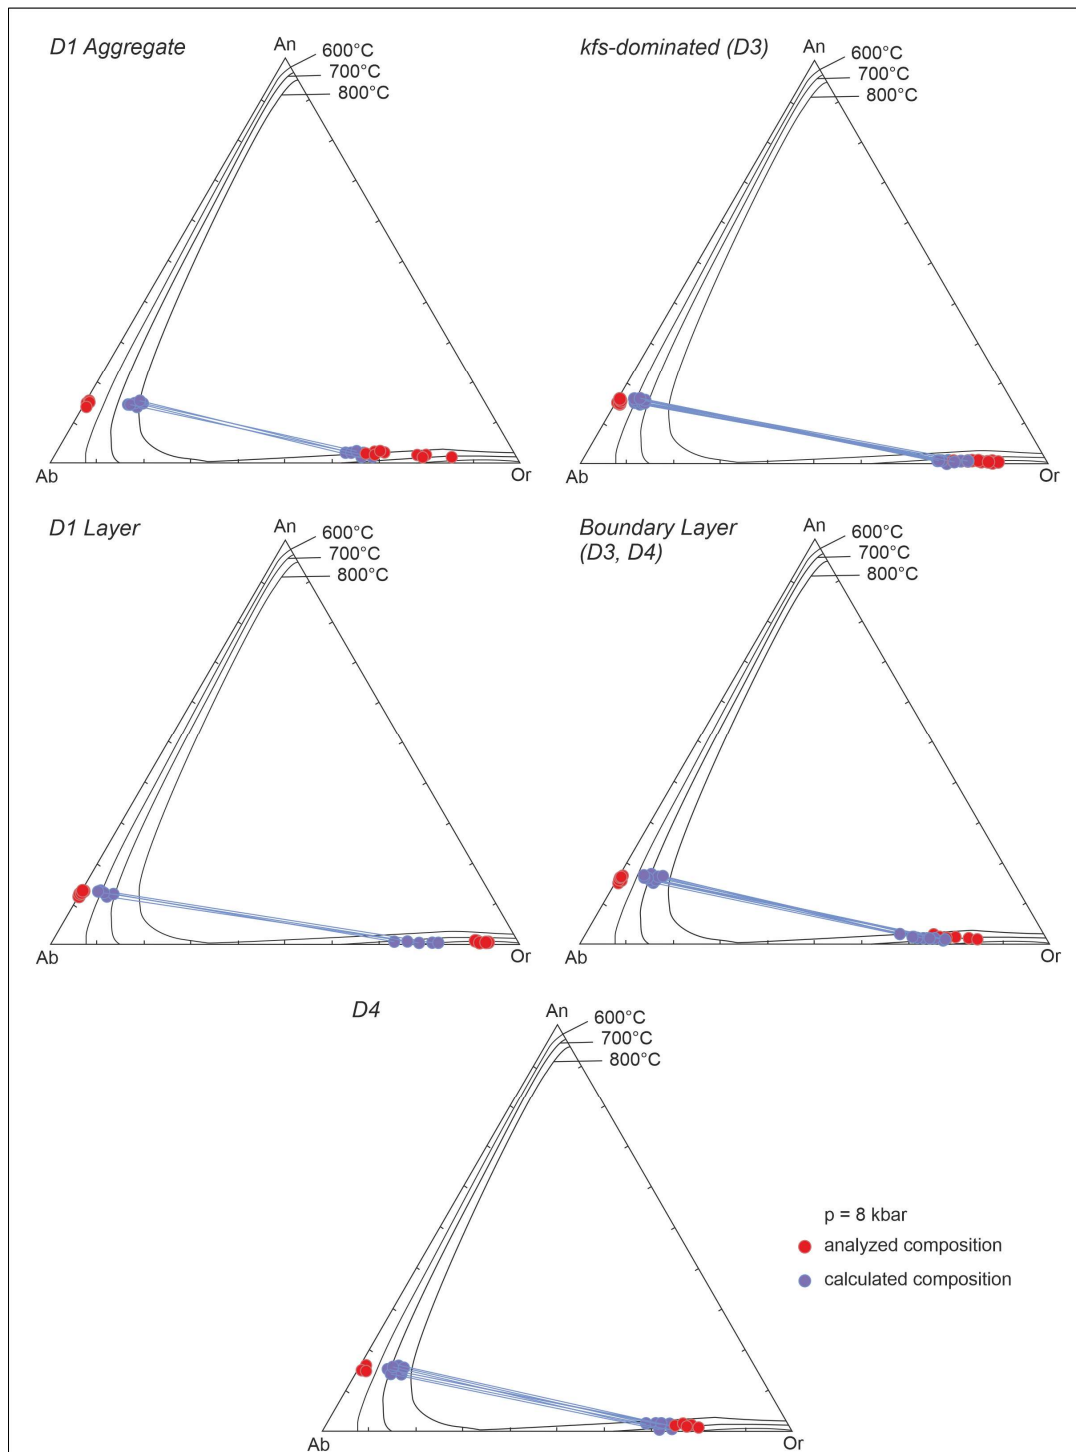 D1 Aggregate
An
600°C
700°C
800°C
Ab
Or
kfs-dominated (D3)
An
600°C
700°C
800°C
Ab
Or
D1 Layer
An
600°C
700°C
800°C
Ab
Or
Boundary Layer
(D3, D4)
An
600°C
700°C
800°C
Ab
Or
D4
An
600°C
700°C
800°C
Ab
Or
p = 8 kbar
analyzed composition
calculated composition